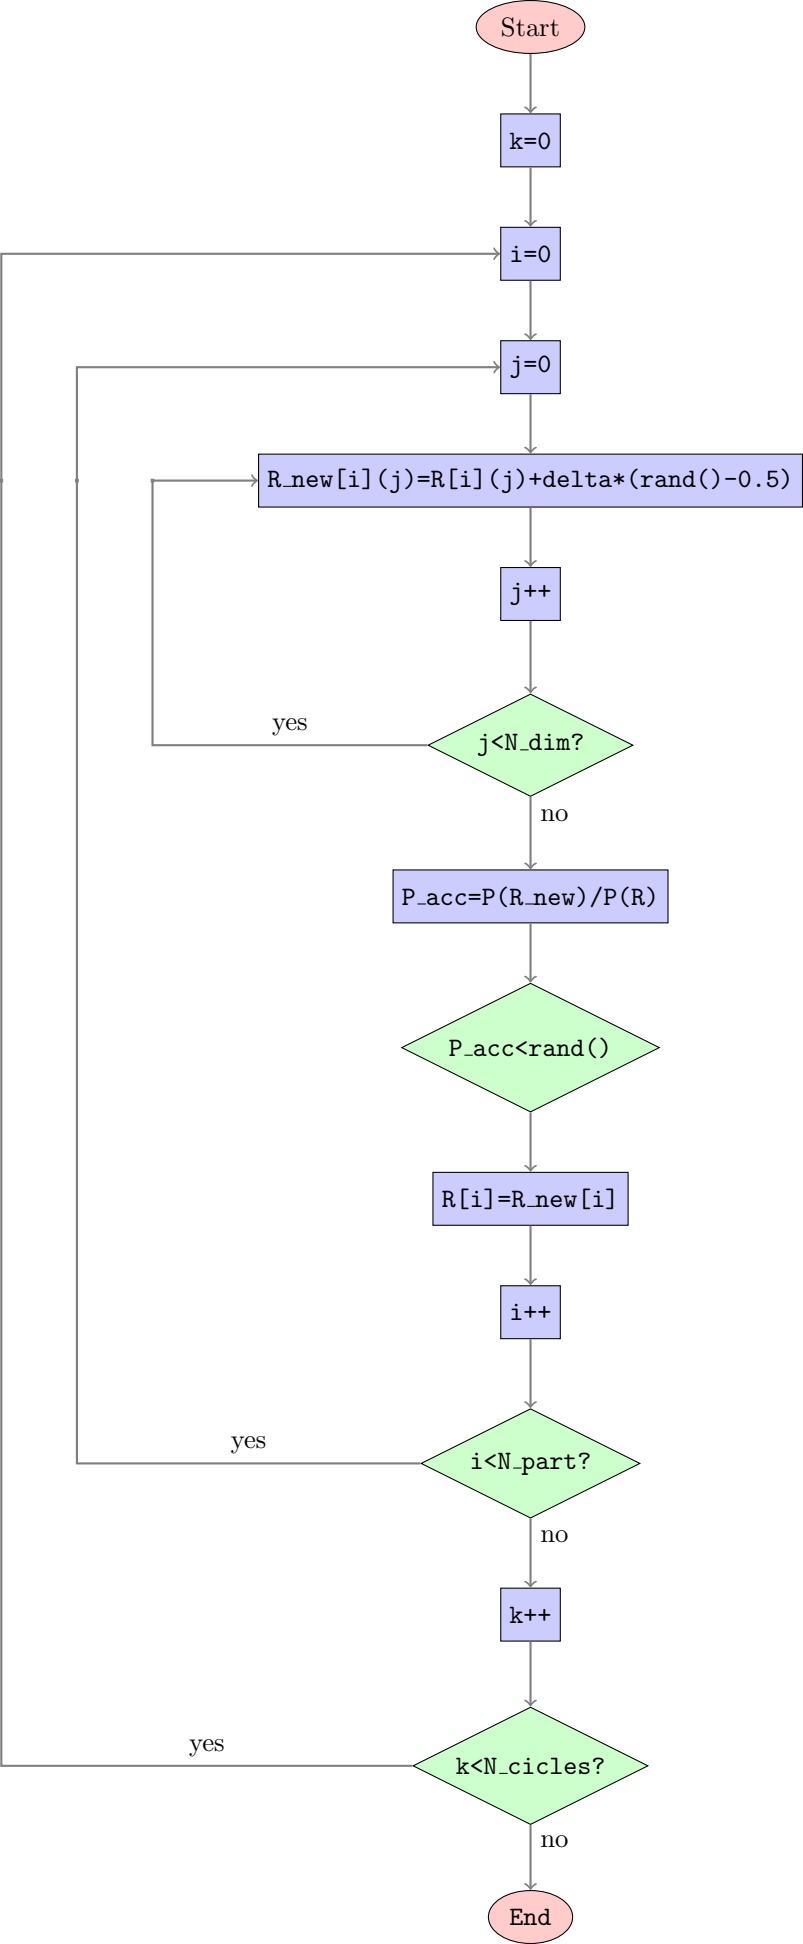 Start
k=0
i=0
j=0
R_new[i](j)=R[i](j)+delta*(rand()-0.5)
j++
yes
j<N_dim?
no
P_acc=P(R_new)/P(R)
P_acc<rand()
R[i]=R_new[i]
i++
yes
i<N_part?
no
k++
yes
k<N_cicles?
no
End